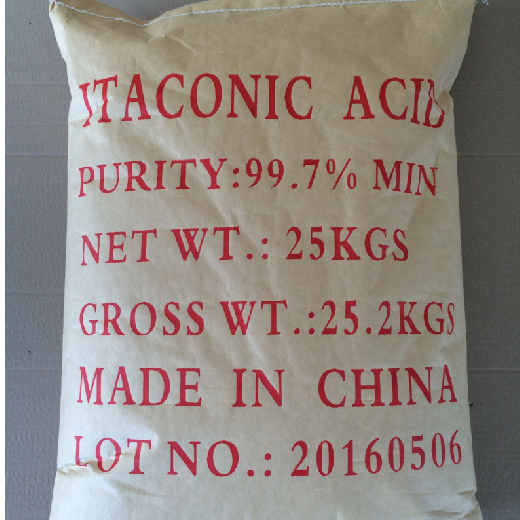 ITACONIC ACID
PURITY:99.7% MIN
NET WT.: 25KGS
GROSS WT.:25.2KGS
MADE IN CHINA
LOT NO.: 20160506